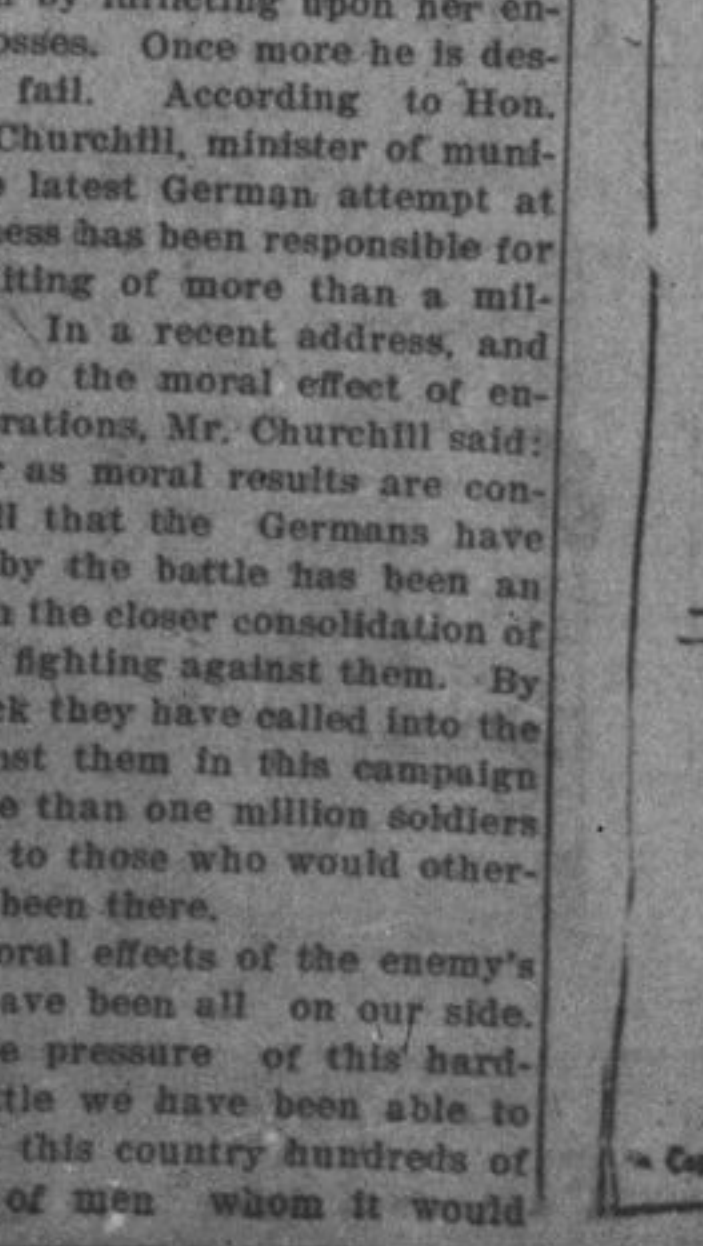 by inflicting upon her en-
osses. Once more he is des-
fail. According to Hon.
Churchill, minister of muni-
latest German attempt at
ess has been responsible for
iting of more than a mil-
In a recent address, and
to the moral effect of en-
rations, Mr. Churchill said:
as moral results are con-
ll that the Germans have
by the battle has been an
the closer consolidation of
fighting against them. By
ck they have called into the
nst them in this campaign
e than one million soldiers
to those who would other-
been there.
oral effects of the enemy's
ave been all on our side.
e pressure of this hard-
tle we have been able to
this country hundreds of
of men whom it would